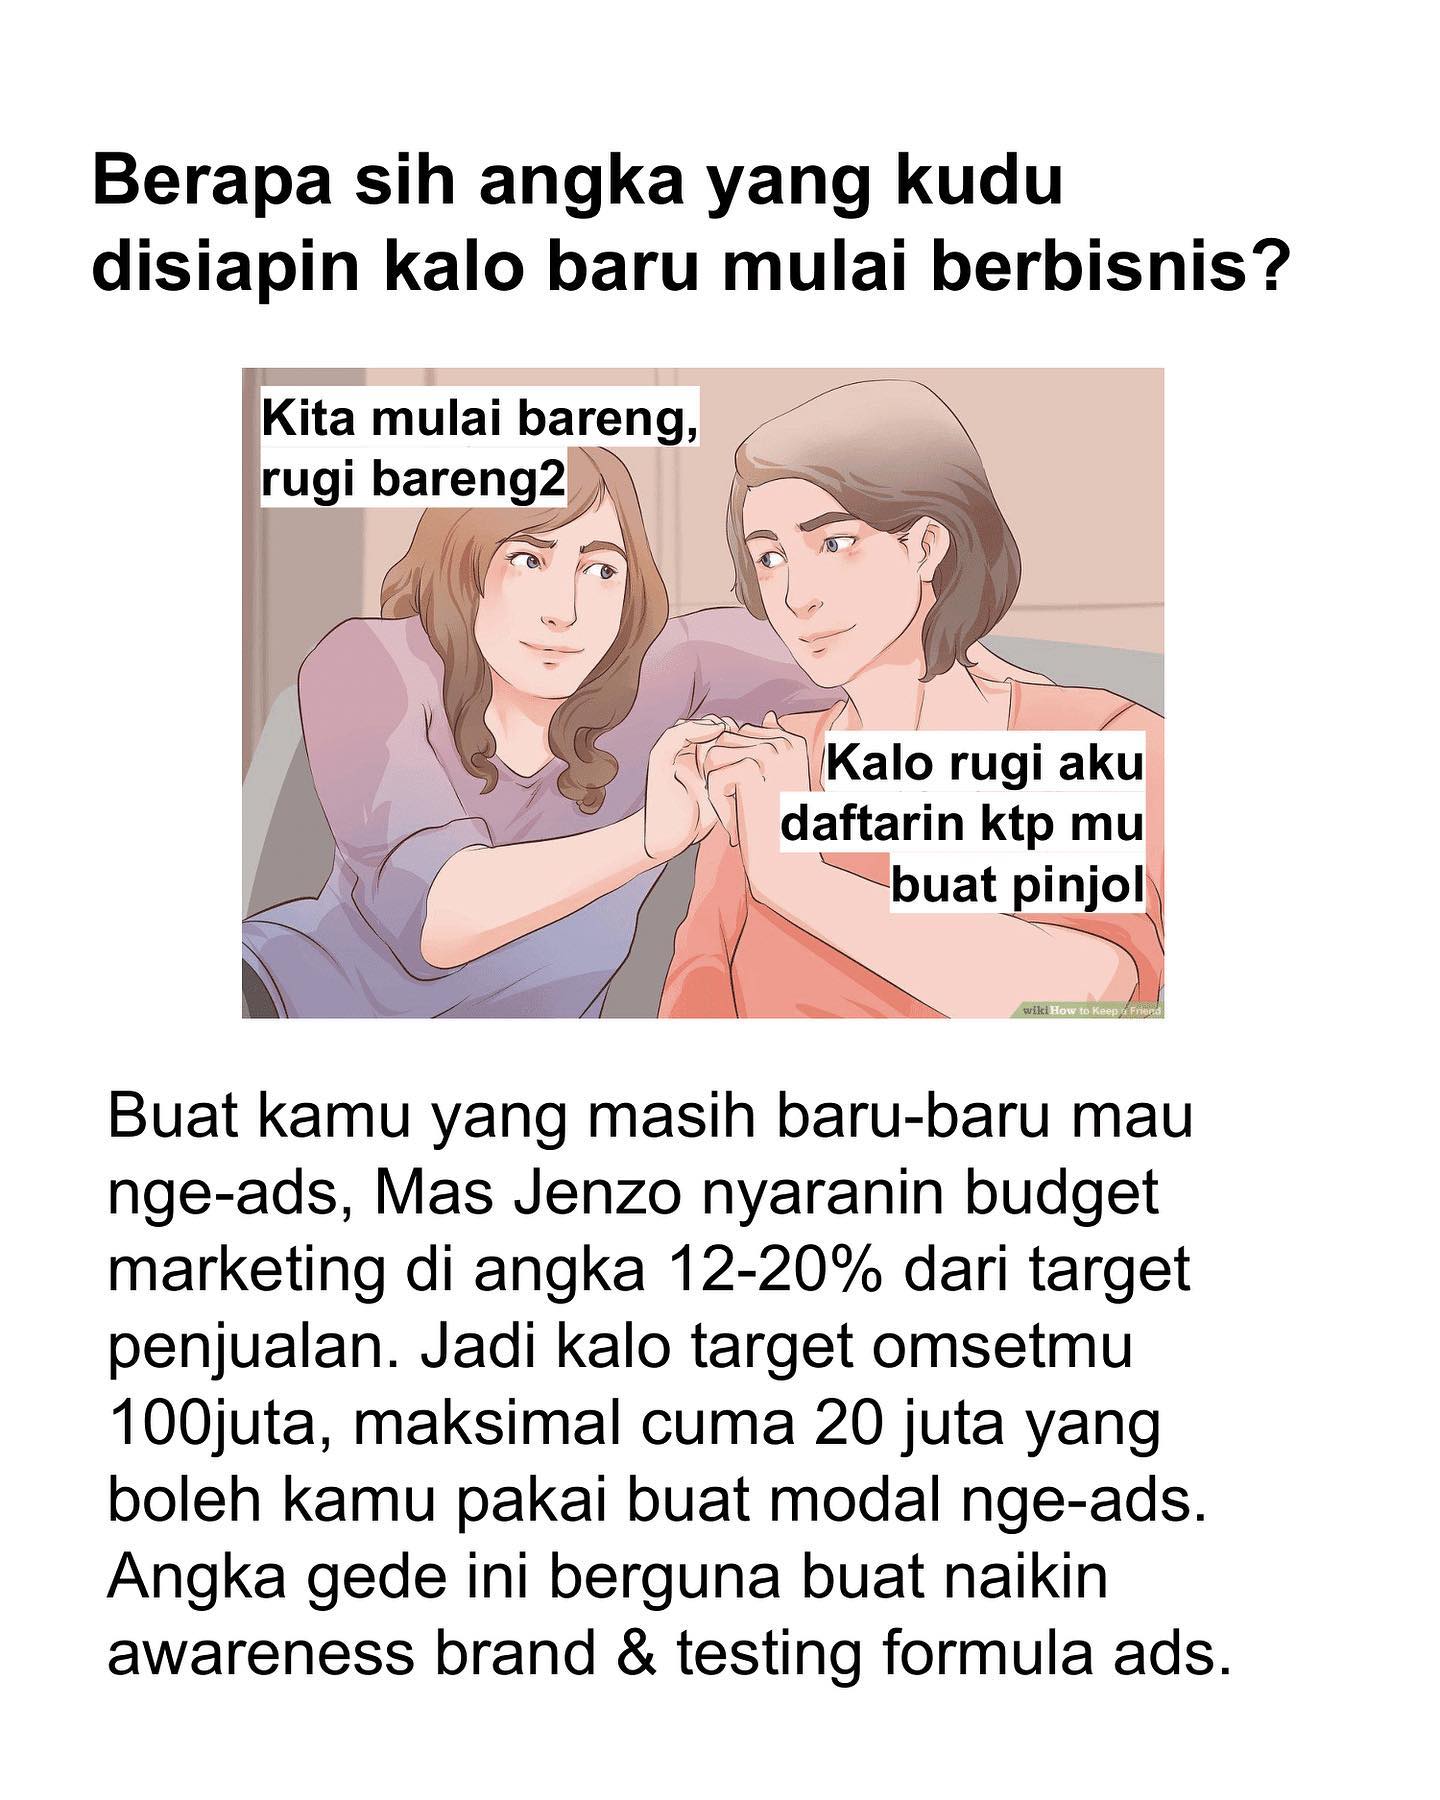 Berapa sih angka yang kudu
disiapin kalo baru mulai berbisnis?
Kita mulai bareng,
rugi bareng2
Kalo rugi aku
daftarin ktp mu
buat pinjol
wikiHow to Keep a Friend
Buat kamu yang masih baru-baru mau
nge-ads, Mas Jenzo nyaranin budget
marketing di angka 12-20% dari target
penjualan. Jadi kalo target omsetmu
100juta, maksimal cuma 20 juta yang
boleh kamu pakai buat modal nge-ads.
Angka gede ini berguna buat naikin
awareness brand & testing formula ads.